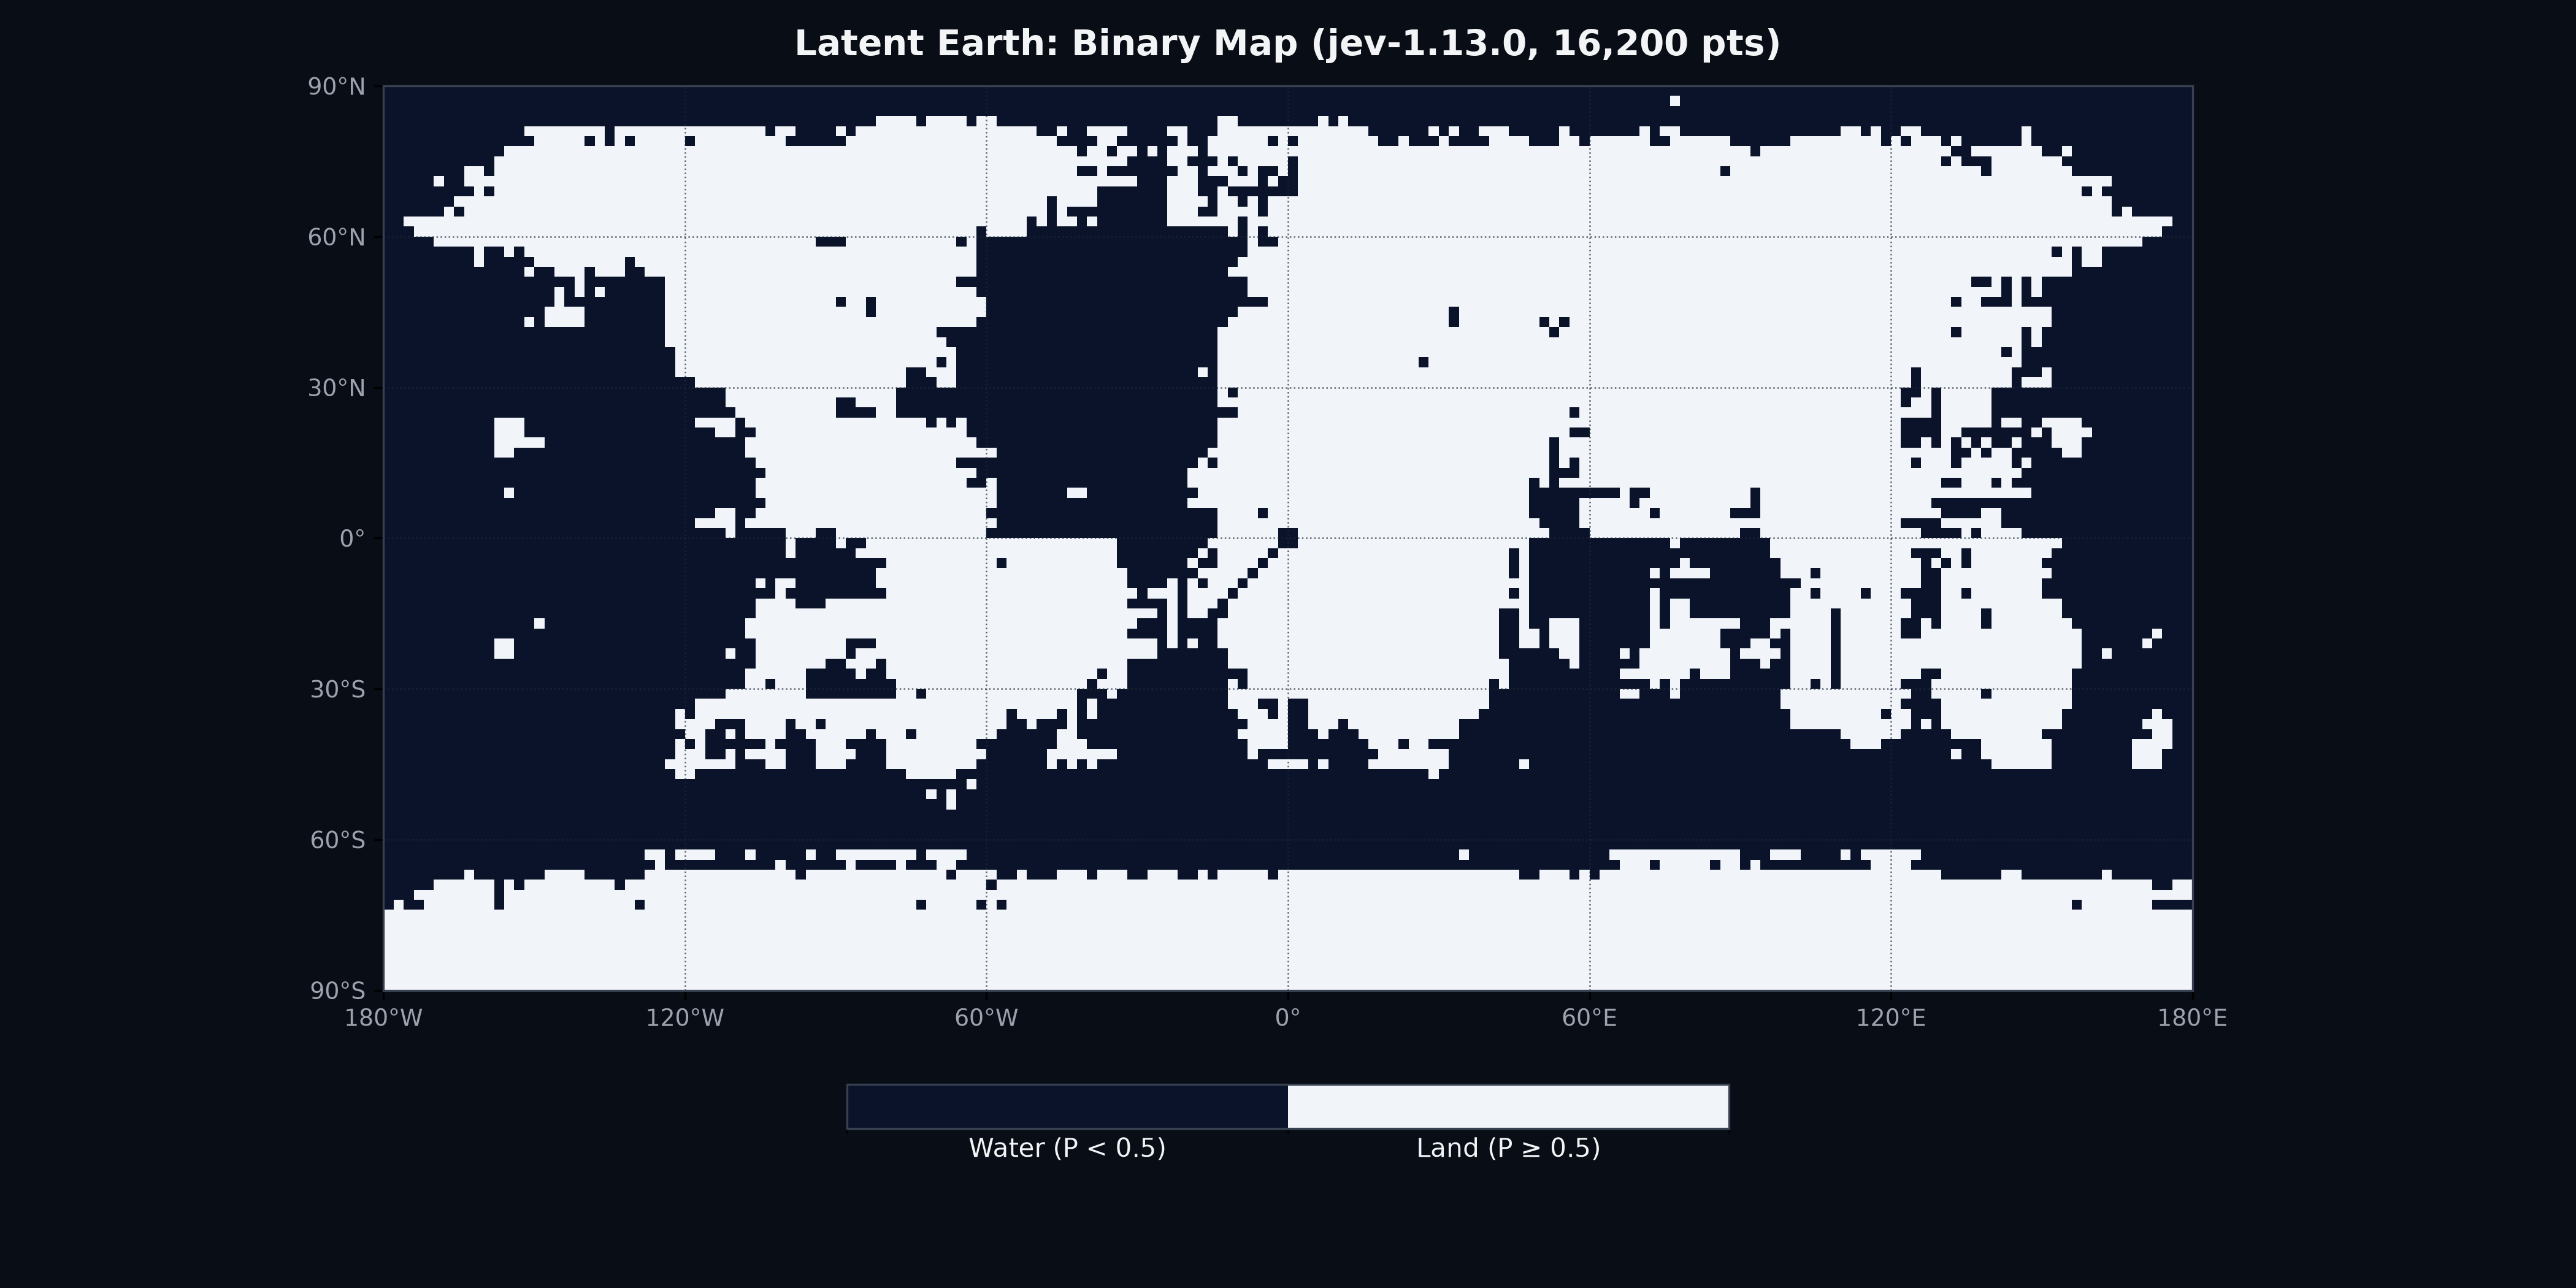 Latent Earth: Binary Map (jev-1.13.0, 16,200 pts)
90°N
60°N
30°N
0°
30°S
60°S
90°S
180°W 120°W 60°W 0° 60°E 120°E 180°E
Water (P < 0.5) Land (P ≥ 0.5)